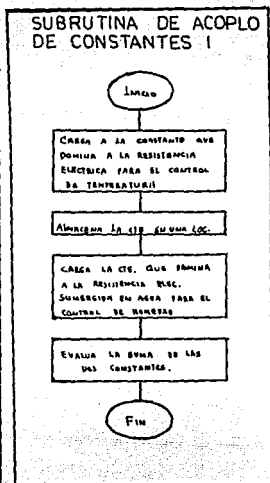 SUBRUTINA DE ACOPLO
DE CONSTANTES I
INICIO
CARGA A LA CONSTANTE QUE
DOMINA A LA RESISTENCIA
ELECTRICA PARA EL CONTROL
DE TEMPERATURA
ALMACENA LA CTE. EN UNA LOC.
CARGA LA CTE. QUE DOMINA
A LA RESISTENCIA ELEC.
SUMERGION EN AGUA PARA EL
CONTROL DE HUMEDAD
EVALUA LA SUMA DE LAS
DOS CONSTANTES.
FIN